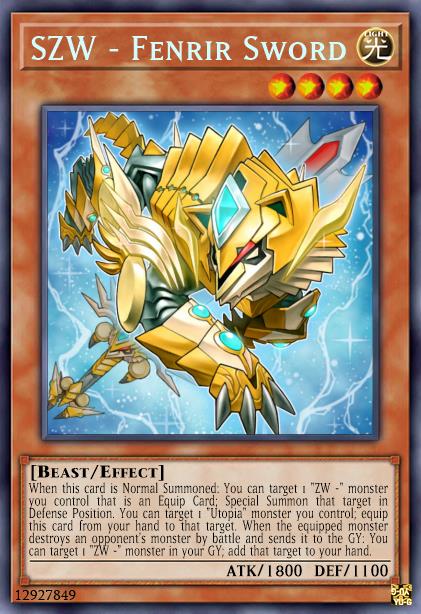 SZW - Fenrir Sword
LIGHT
光
[Beast/Effect]
When this card is Normal Summoned: You can target 1 "ZW -" monster
you control that is an Equip Card; Special Summon that target in
Defense Position. You can target 1 "Utopia" monster you control; equip
this card from your hand to that target. When the equipped monster
destroys an opponent's monster by battle and sends it to the GY: You
can target 1 "ZW -" monster in your GY; add that target to your hand.
ATK/1800 DEF/1100
12927849